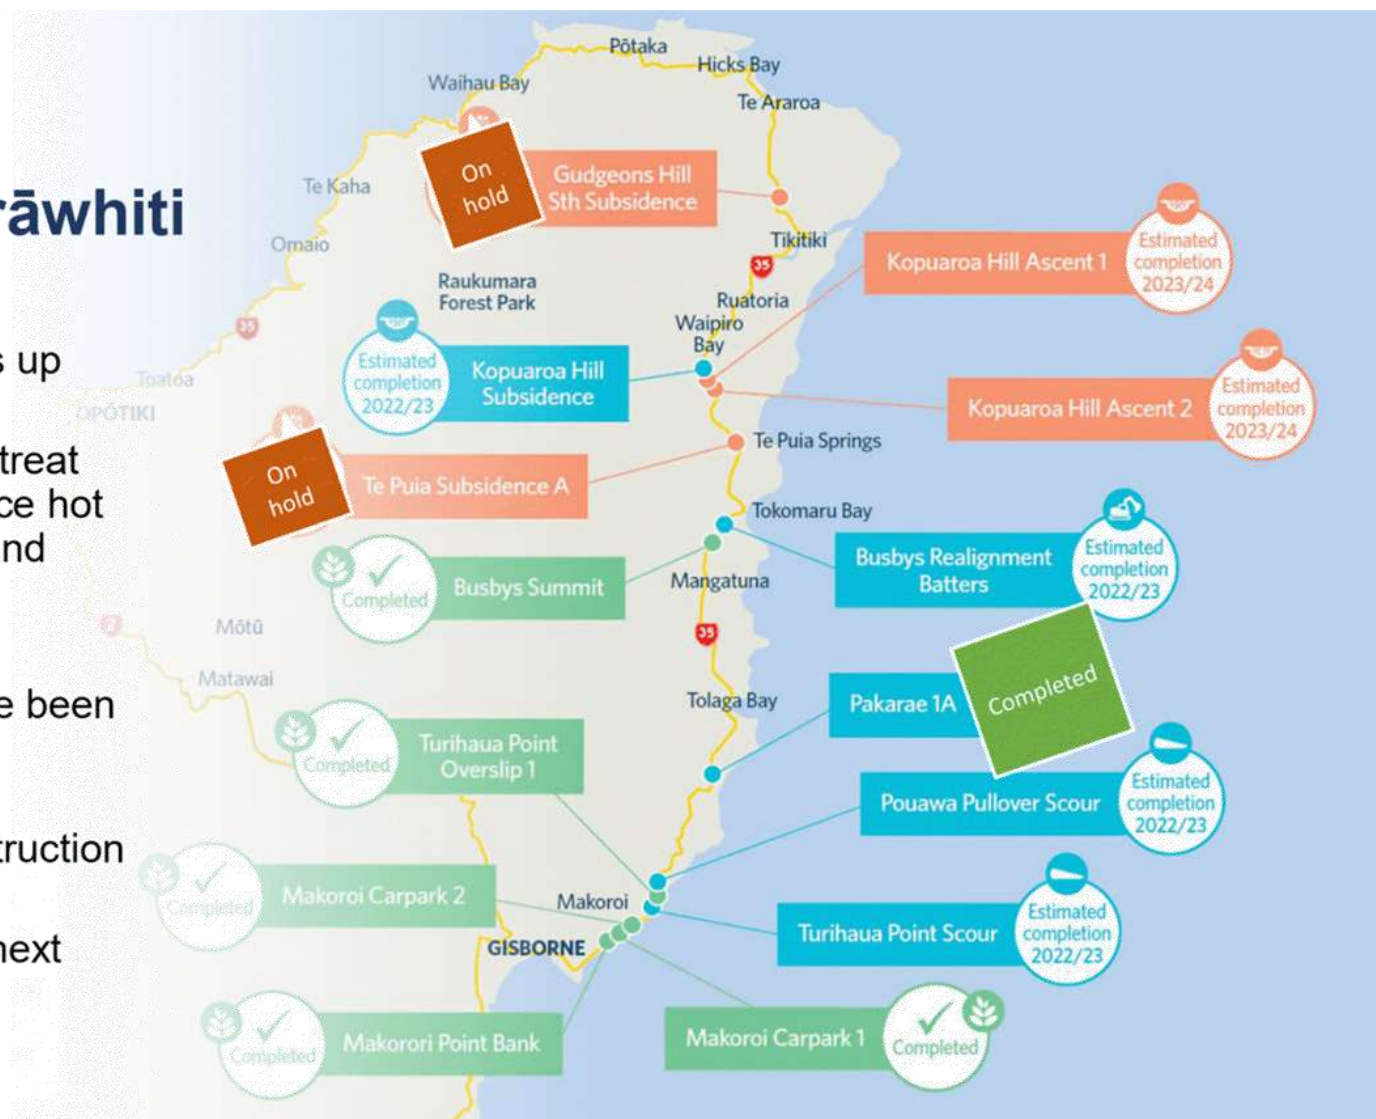 rāwhiti
s up
treat
ce hot
nd
e been
truction
next
Pōtaka
Hicks Bay
Waihau Bay
Te Araroa
On
hold
Gudgeons Hill
Sth Subsidence
Te Kaha
Omaio
Tikitiki
35
Kopuaroa Hill Ascent 1
Estimated
completion
2023/24
Raukumara
Forest Park
Ruatoria
Waipiro
Bay
35
Estimated
completion
2022/23
Kopuaroa Hill
Subsidence
Toatoa
OPŌTIKI
Kopuaroa Hill Ascent 2
Estimated
completion
2023/24
Te Puia Springs
On
hold
Te Puia Subsidence A
Tokomaru Bay
Busbys Realignment
Batters
Estimated
completion
2022/23
Completed
Busbys Summit
Mangatuna
2
Mōtū
35
Matawai
Tolaga Bay
Pakarae 1A
Completed
Completed
Turihaua Point
Overslip 1
Pouawa Pullover Scour
Estimated
completion
2022/23
Completed
Makoroi Carpark 2
Makoroi
GISBORNE
Turihaua Point Scour
Estimated
completion
2022/23
Completed
Makorori Point Bank
Makoroi Carpark 1
Completed